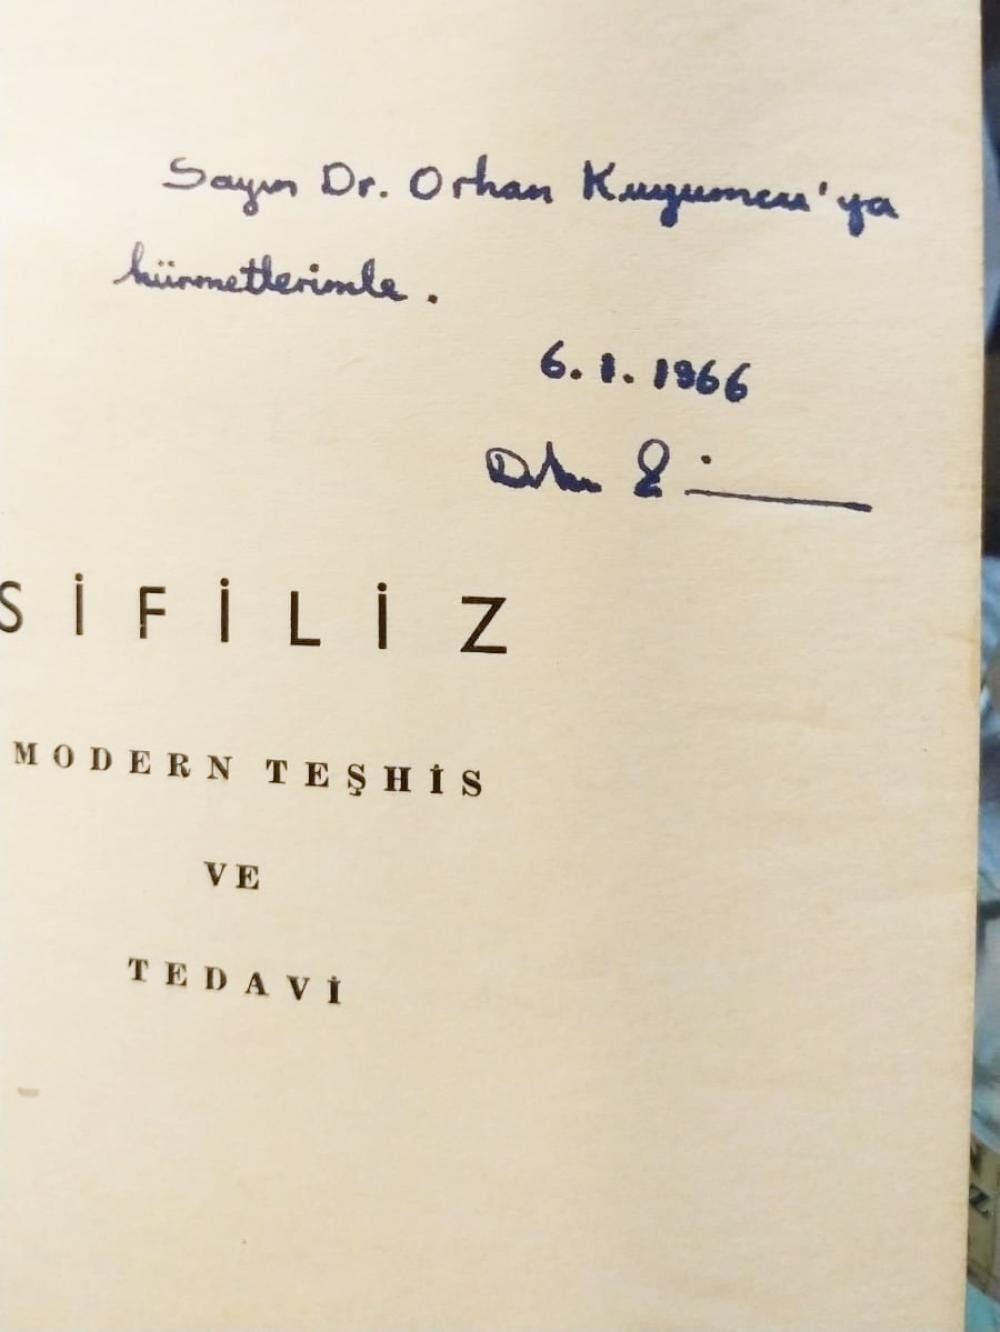 Sayın Dr. Orhan Kuyumcu'ya
hürmetlerimle.
6.1.1966
SİFİLİZ
MODERN TEŞHİS
VE
TEDAVİ